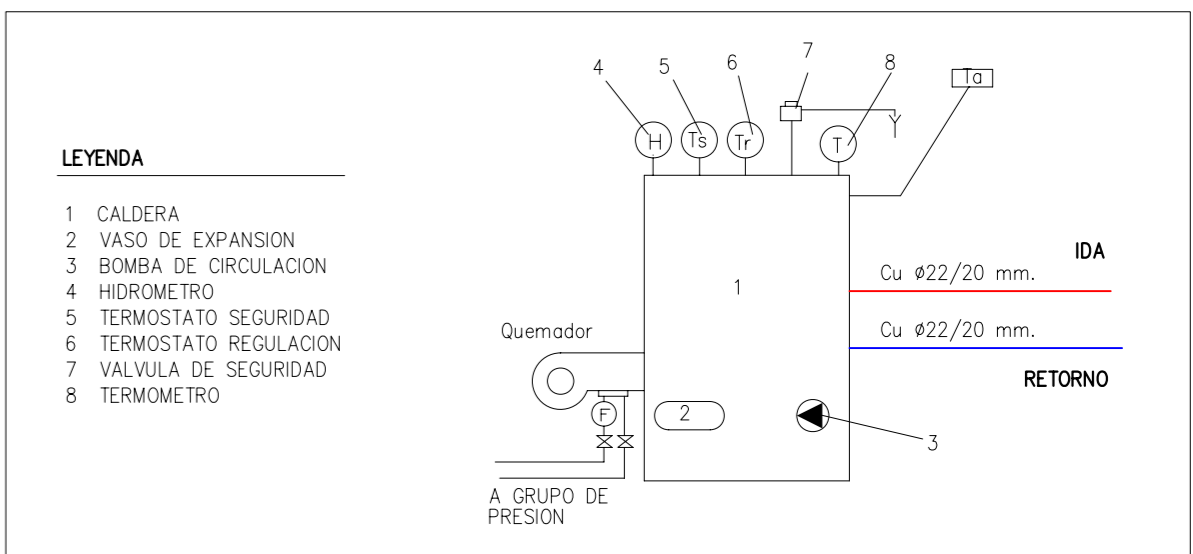 LEYENDA
1 CALDERA
2 VASO DE EXPANSION
3 BOMBA DE CIRCULACION
4 HIDROMETRO
5 TERMOSTATO SEGURIDAD
6 TERMOSTATO REGULACION
7 VALVULA DE SEGURIDAD
8 TERMOMETRO
4
5
6
7
8
Ta
H
Ts
Tr
T
1
IDA
Cu ø22/20 mm.
Cu ø22/20 mm.
RETORNO
Quemador
F
2
3
A GRUPO DE
PRESION